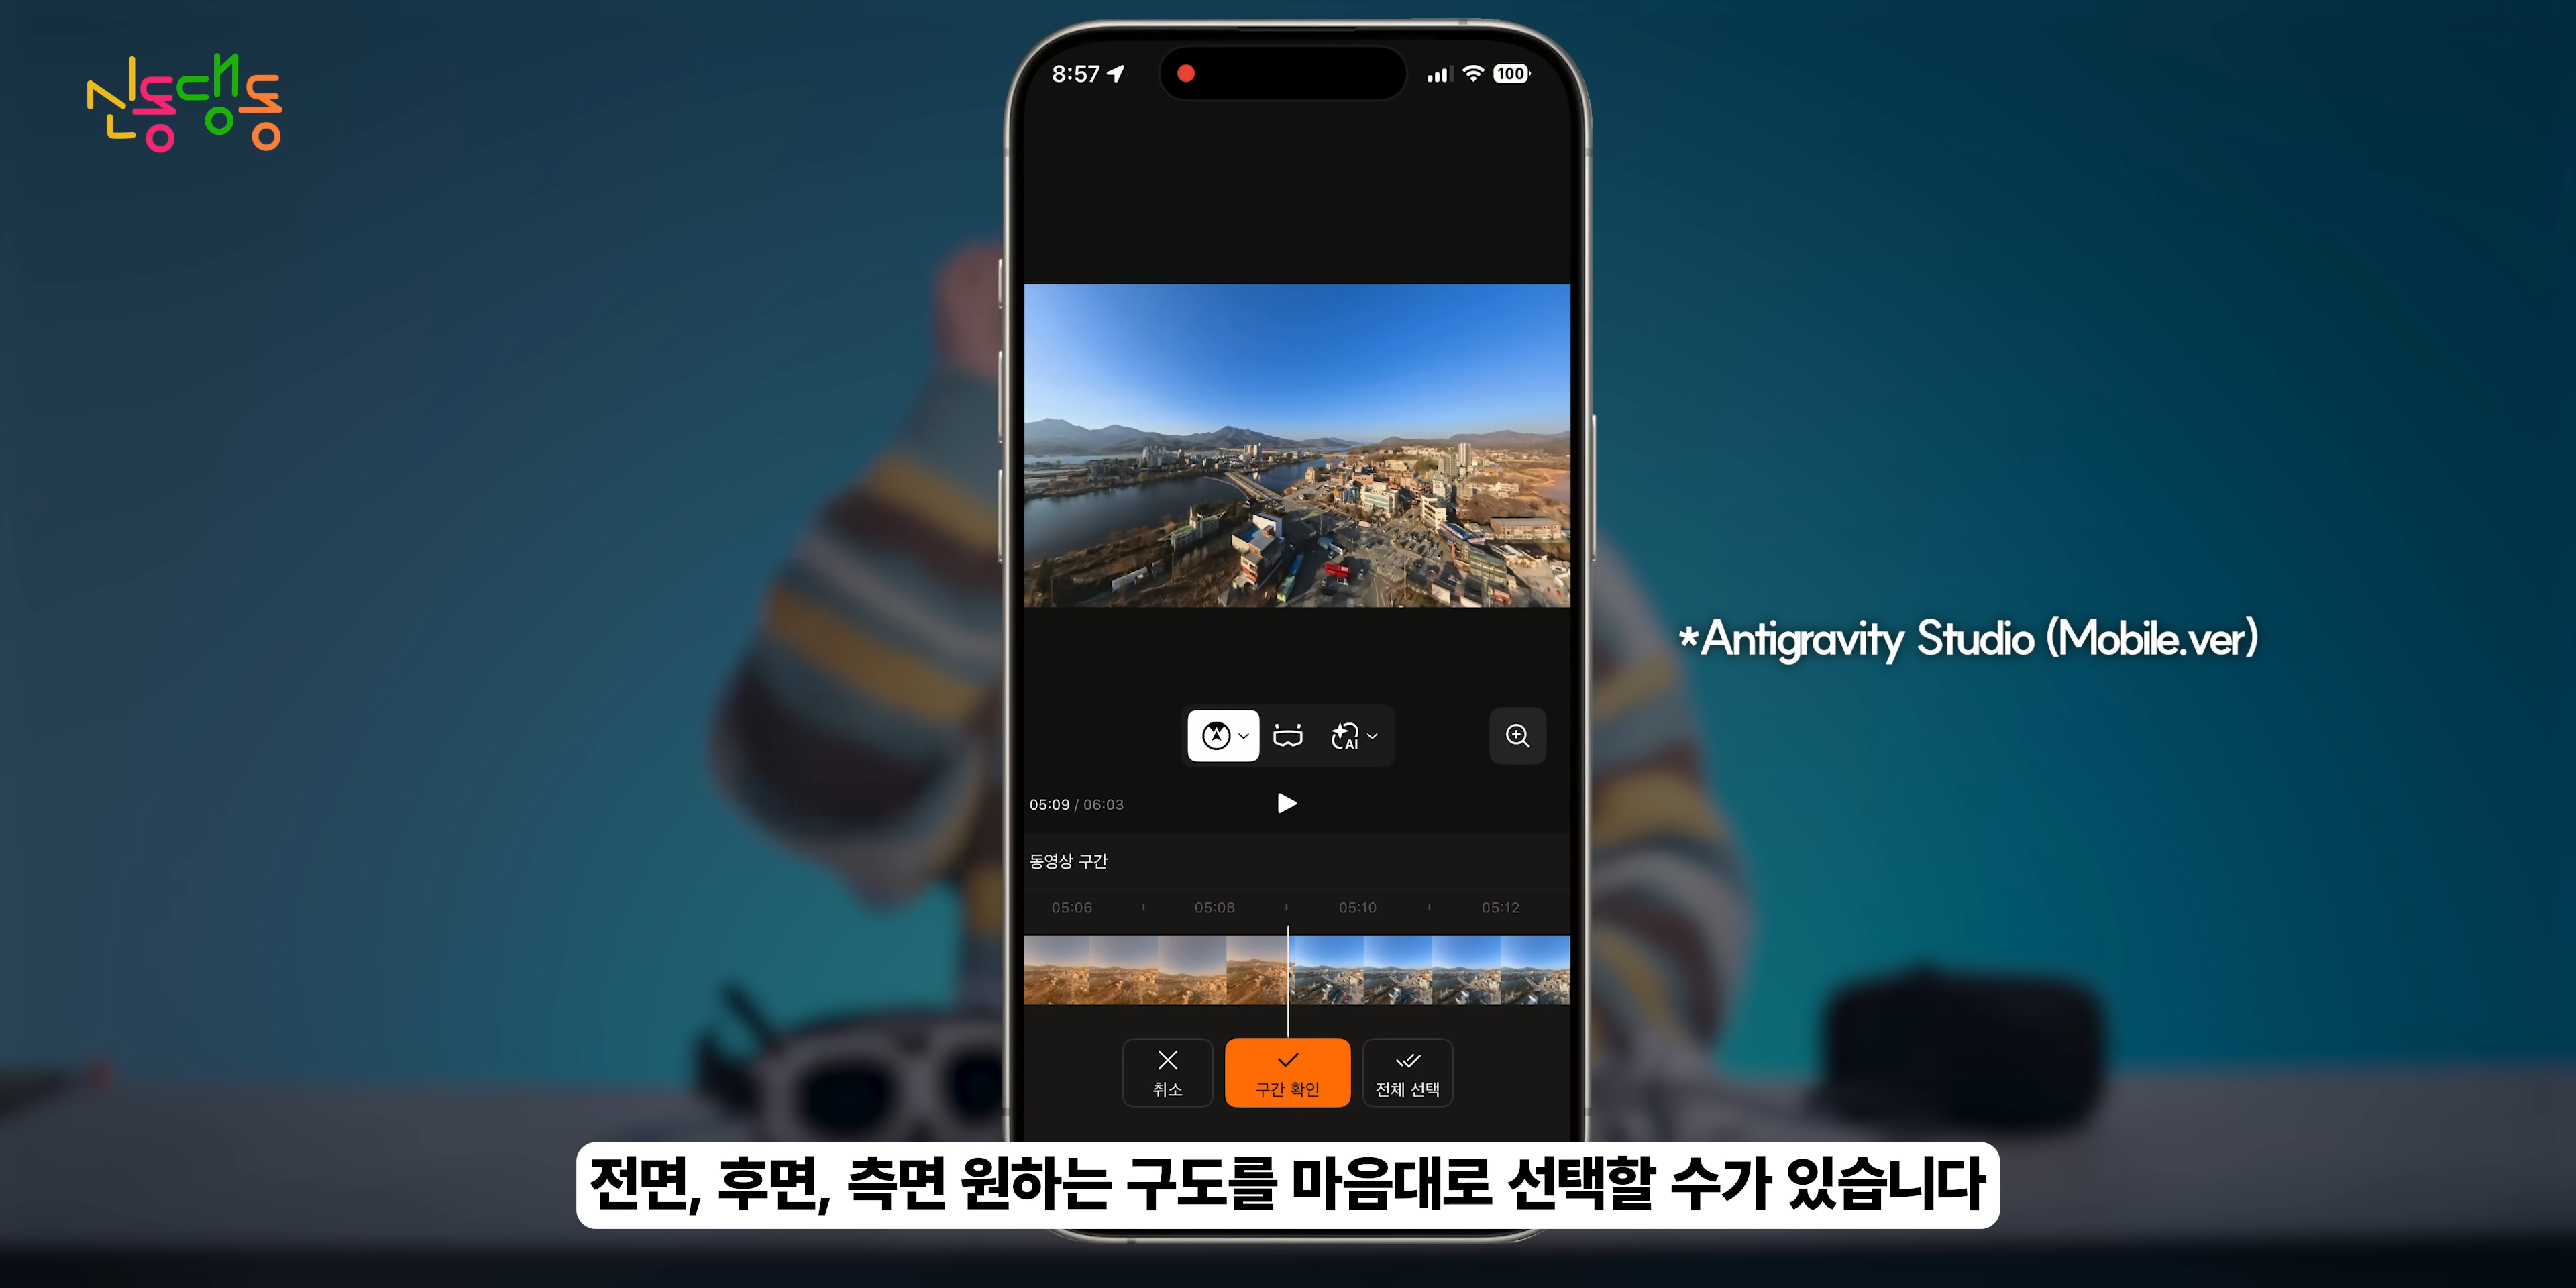 신동댕동
8:57
100
*Antigravity Studio (Mobile.ver)
AI
05:09 / 06:03
동영상 구간
05:06
05:08
05:10
05:12
취소
구간 확인
전체 선택
전면, 후면, 측면 원하는 구도를 마음대로 선택할 수가 있습니다